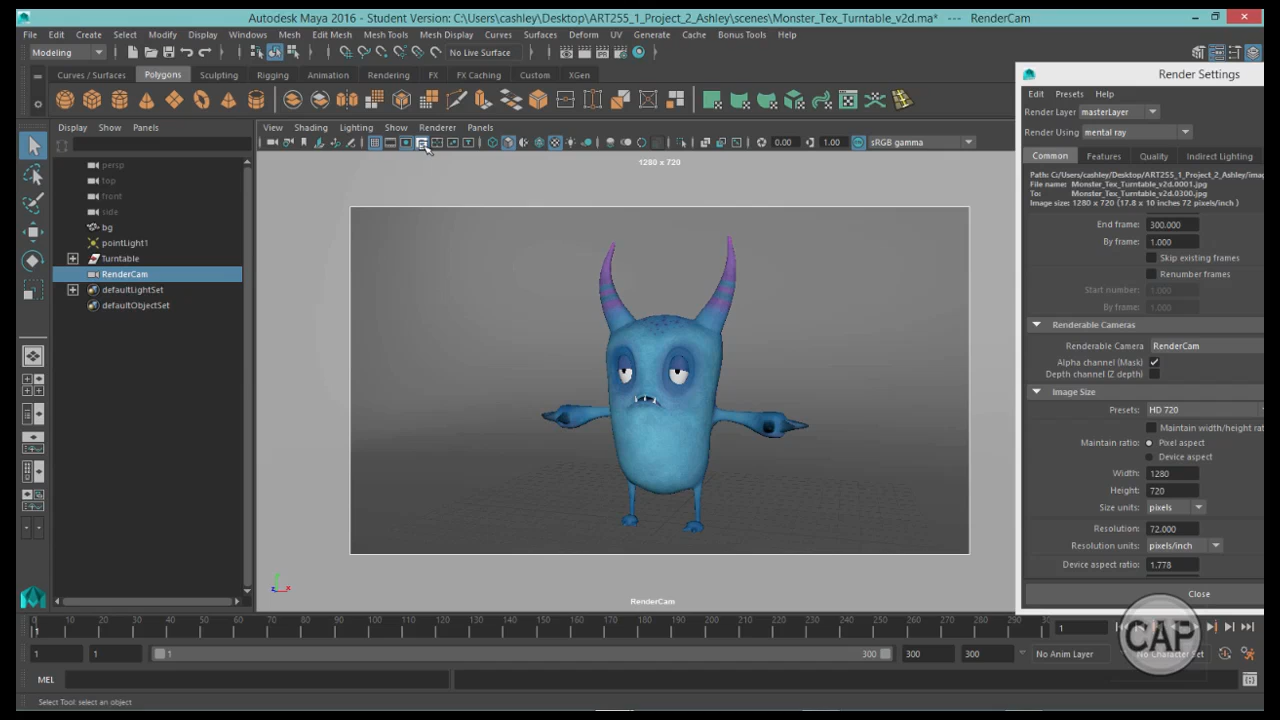 Autodesk Maya 2016 - Student Version: C:\Users\cashley\Desktop\ART255_1_Project_2_Ashley\scenes\Monster_Tex_Turntable_v2d.ma* --- RenderCam
File Edit Create Select Modify Display Windows Mesh Edit Mesh Mesh Tools Mesh Display Curves Surfaces Deform UV Generate Cache Bonus Tools Help
Modeling No Live Surface
Curves / Surfaces Polygons Sculpting Rigging Animation Rendering FX FX Caching Custom XGen
Render Settings
Edit Presets Help
Render Layer masterLayer
Render Using mental ray
Common Features Quality Indirect Lighting
Path: C:/Users/cashley/Desktop/ART255_1_Project_2_Ashley/imag
File name: Monster_Tex_Turntable_v2d.0001.jpg
To: Monster_Tex_Turntable_v2d.0300.jpg
Image size: 1280 x 720 (17.8 x 10 inches 72 pixels/inch )
End frame: 300.000
By frame: 1.000
Skip existing frames
Renumber frames
Start number: 1.000
By frame: 1.000
Renderable Cameras
Renderable Camera RenderCam
Alpha channel (Mask)
Depth channel (Z depth)
Image Size
Presets: HD 720
Maintain width/height rat
Maintain ratio: Pixel aspect
Device aspect
Width: 1280
Height: 720
Size units: pixels
Resolution: 72.000
Resolution units: pixels/inch
Device aspect ratio: 1.778
Close
Display Show Panels
persp
top
front
side
bg
pointLight1
Turntable
RenderCam
defaultLightSet
defaultObjectSet
View Shading Lighting Show Renderer Panels
0.00 1.00 sRGB gamma
1280 x 720
RenderCam
0 10 20 30 40 50 60 70 80 90 100 110 120 130 140 150 160 170 180 190 200 210 220 230 240 250 260 270 280 290 30
1 1
CAP
1 1 1 300 300 300 No Anim Layer No Character Set
MEL
Select Tool: select an object